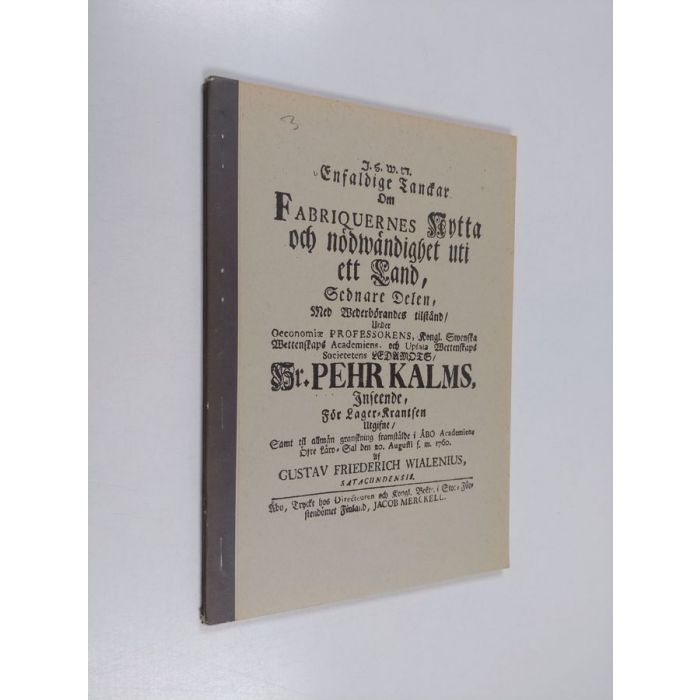 3
J. S. W. N.
Enfaldige Tanckar
Om
FABRIQUERNES Nytta
och nödwändighet uti
ett Land,
Sednare Delen,
Med Wederbörandes tilstånd/
Under
Oeconomiæ PROFESSORENS, Kongl. Swenska
Wettenskaps Academiens, och Upsala Wettenskaps
Societetens LEDAMOTS/
Hr. PEHR KALMS,
Inseende,
För Lager-Krantsen
Utgifne/
Samt til allmän granskning framstälde i ÅBO Academiens
Öfre Läro-Sal den 20. Augusti f. m. 1760.
Af
GUSTAV FRIEDERICH WIALENIUS,
SATACUNDENSIS.
Åbo, Tryckt hos Directeuren och Kongl. Boktr. i Stor-För-
stendömet Finland, JACOB MERCKELL.